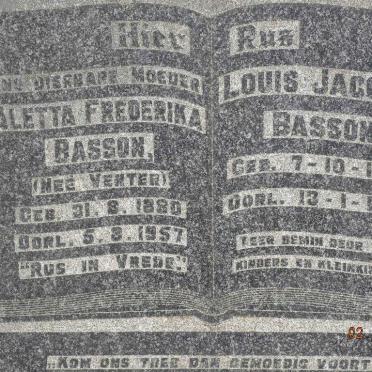 Hier Rus
ONS DIERBARE MOEDER
ALETTA FREDERIKA
BASSON,
(NEE VENTER)
GEB. 31. 8. 1880
OORL. 5. 8. 1957
"RUS IN VREDE."
LOUIS JACO
BASSON
GEB. 7-10-1
OORL. 13-1-
TEER BEMIN DEUR
KINDERS EN KLEINKI
"KOM ONS TREE DAN GEMOEDIG VOORT
02